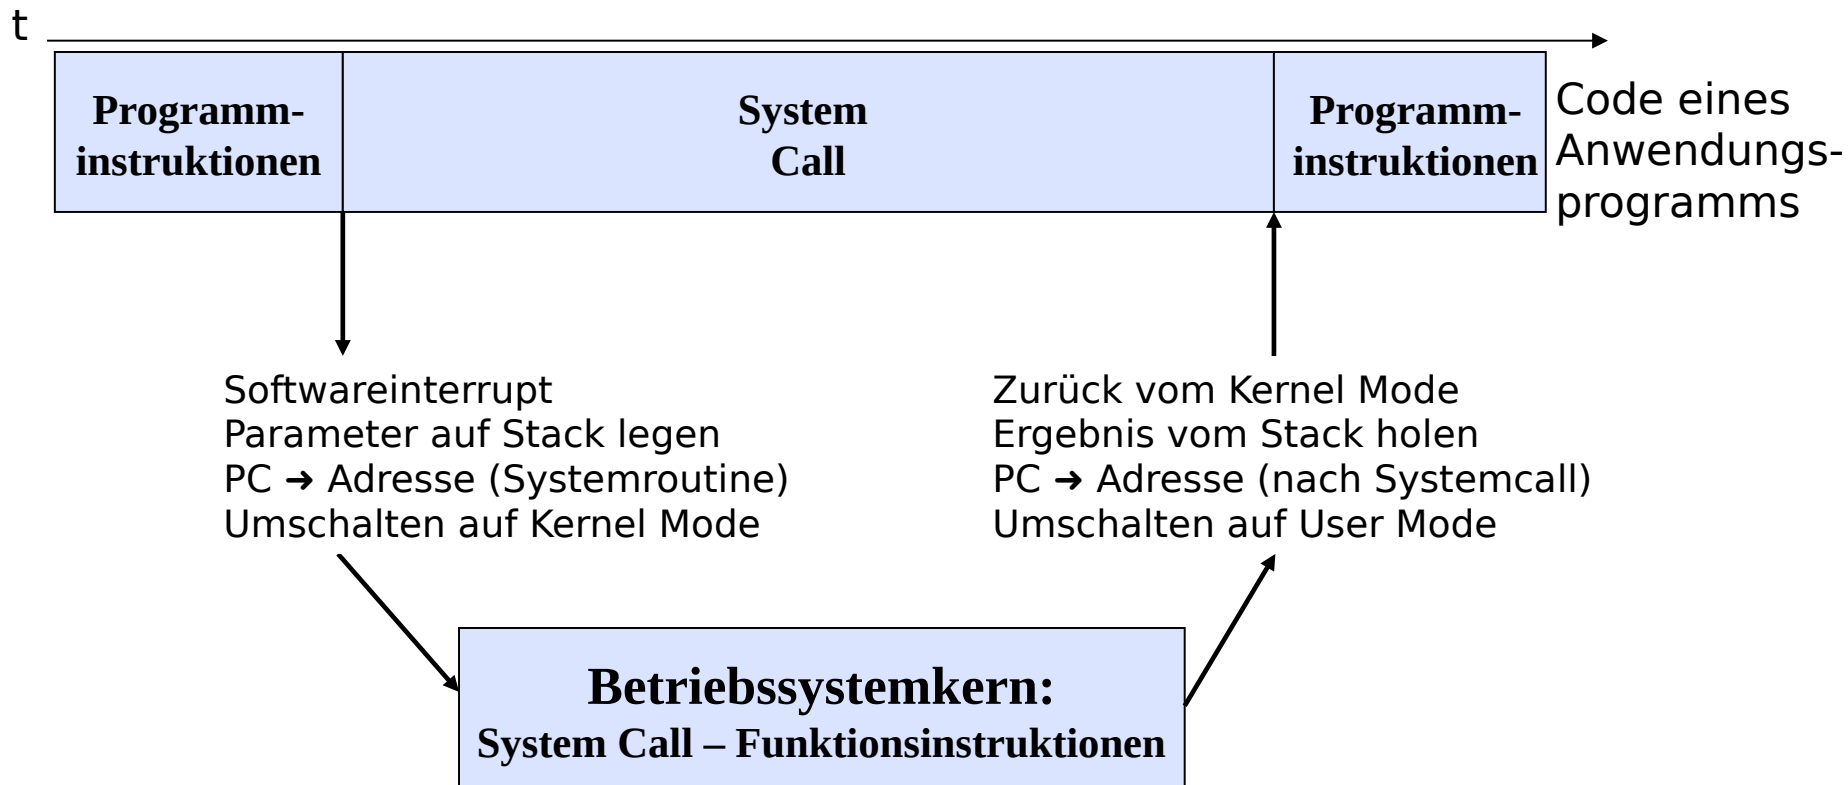 t
Programm-
instruktionen
System
Call
Programm-
instruktionen
Code eines
Anwendungs-
programms
Softwareinterrupt
Parameter auf Stack legen
PC ➜ Adresse (Systemroutine)
Umschalten auf Kernel Mode
Zurück vom Kernel Mode
Ergebnis vom Stack holen
PC ➜ Adresse (nach Systemcall)
Umschalten auf User Mode
Betriebssystemkern:
System Call – Funktionsinstruktionen